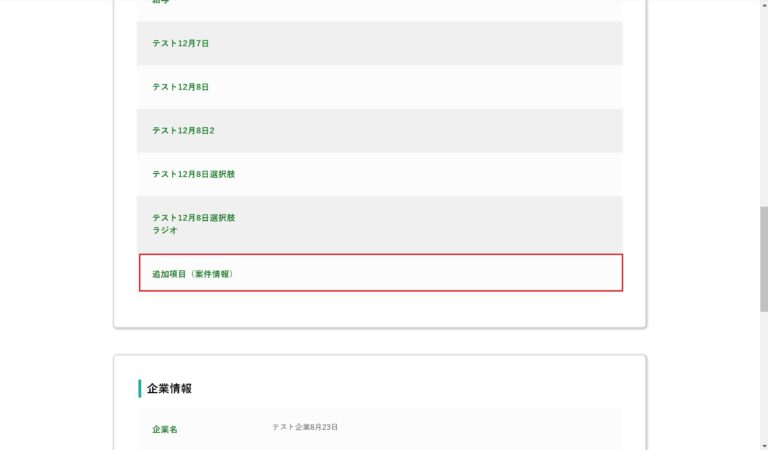 給与
テスト12月7日
テスト12月8日
テスト12月8日2
テスト12月8日選択肢
テスト12月8日選択肢
ラジオ
追加項目（案件情報）
企業情報
企業名
テスト企業8月23日